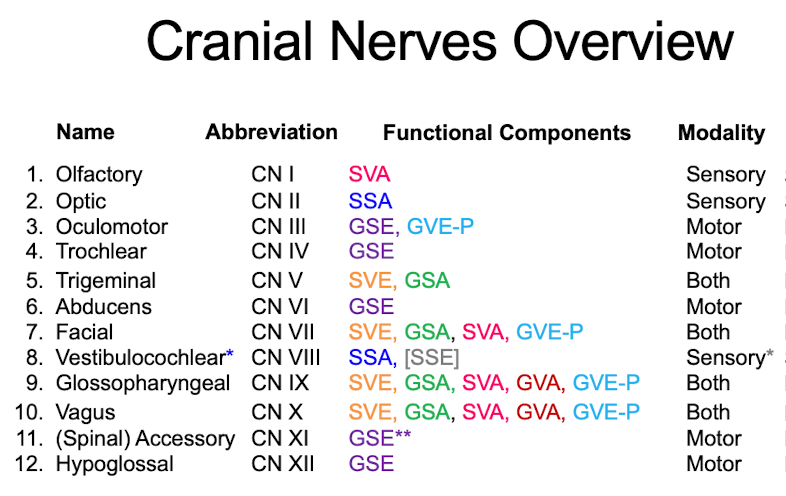 Cranial Nerves Overview
Name Abbreviation Functional Components Modality
1. Olfactory CN I SVA Sensory
2. Optic CN II SSA Sensory
3. Oculomotor CN III GSE, GVE-P Motor
4. Trochlear CN IV GSE Motor
5. Trigeminal CN V SVE, GSA Both
6. Abducens CN VI GSE Motor
7. Facial CN VII SVE, GSA, SVA, GVE-P Both
8. Vestibulocochlear* CN VIII SSA, [SSE] Sensory*
9. Glossopharyngeal CN IX SVE, GSA, SVA, GVA, GVE-P Both
10. Vagus CN X SVE, GSA, SVA, GVA, GVE-P Both
11. (Spinal) Accessory CN XI GSE** Motor
12. Hypoglossal CN XII GSE Motor